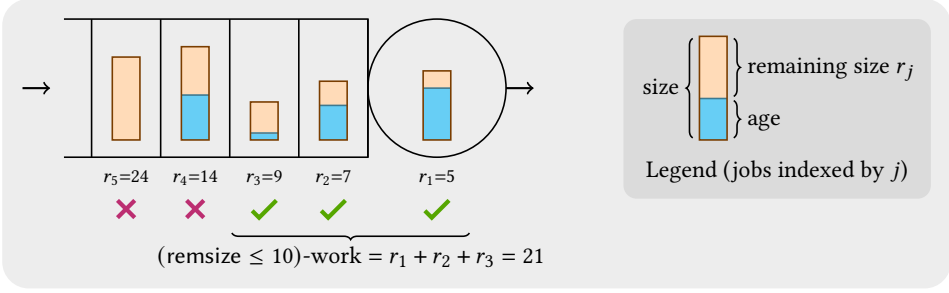 size
remaining size rj
age
Legend (jobs indexed by j)
r5=24 r4=14 r3=9 r2=7 r1=5
(remsize ≤ 10)-work = r1 + r2 + r3 = 21